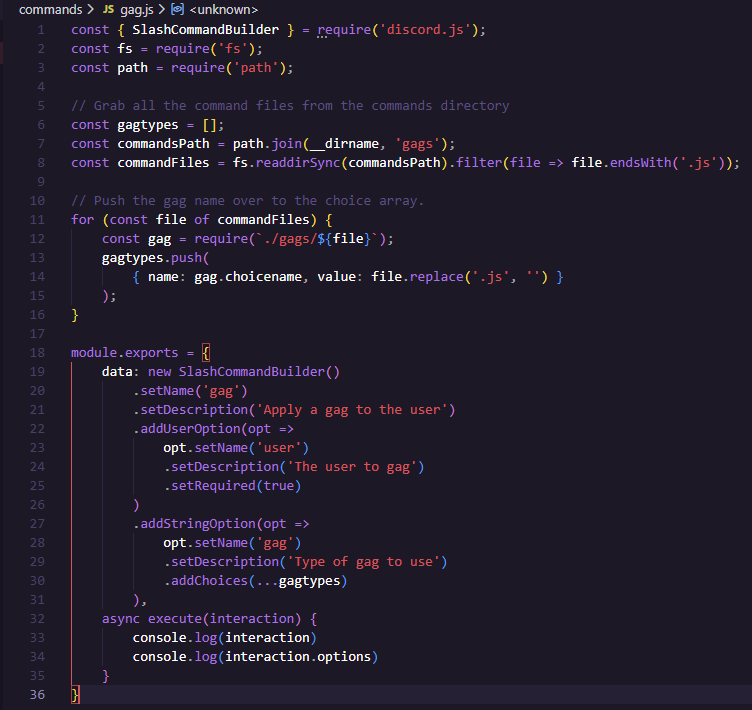 commands > JS gag.js > <unknown>
1 const { SlashCommandBuilder } = require('discord.js');
2 const fs = require('fs');
3 const path = require('path');
4
5 // Grab all the command files from the commands directory
6 const gagtypes = [];
7 const commandsPath = path.join(__dirname, 'gags');
8 const commandFiles = fs.readdirSync(commandsPath).filter(file => file.endsWith('.js'));
9
10 // Push the gag name over to the choice array.
11 for (const file of commandFiles) {
12     const gag = require(`./gags/${file}`);
13     gagtypes.push(
14         { name: gag.choicename, value: file.replace('.js', '') }
15     );
16 }
17
18 module.exports = {
19     data: new SlashCommandBuilder()
20         .setName('gag')
21         .setDescription('Apply a gag to the user')
22         .addUserOption(opt =>
23             opt.setName('user')
24             .setDescription('The user to gag')
25             .setRequired(true)
26         )
27         .addStringOption(opt =>
28             opt.setName('gag')
29             .setDescription('Type of gag to use')
30             .addChoices(...gagtypes)
31         ),
32     async execute(interaction) {
33         console.log(interaction)
34         console.log(interaction.options)
35     }
36 }